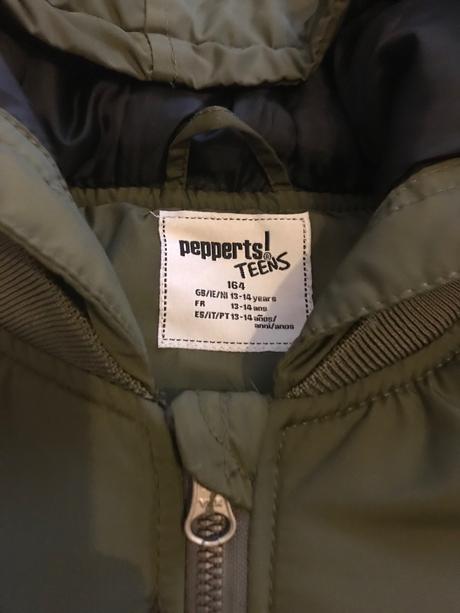 pepperts!®
TEENS
164
GB/IE/NI 13-14 years
FR 13-14 ans
ES/IT/PT 13-14 años/
anni/anos